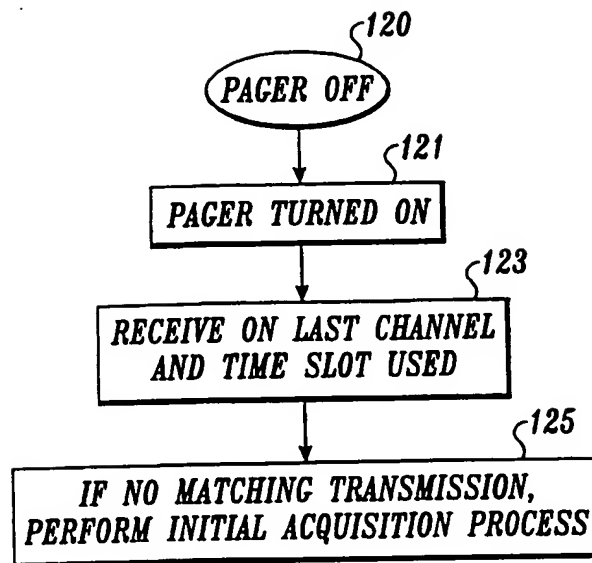 120
PAGER OFF
121
PAGER TURNED ON
123
RECEIVE ON LAST CHANNEL
AND TIME SLOT USED
125
IF NO MATCHING TRANSMISSION,
PERFORM INITIAL ACQUISITION PROCESS